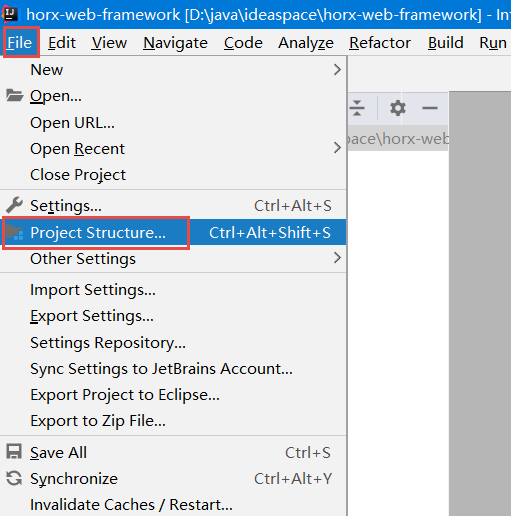 horx-web-framework [D:\java\ideaspace\horx-web-framework] - Int
File Edit View Navigate Code Analyze Refactor Build Run
New
Open...
Open URL...
Open Recent
pace\horx-web
Close Project
Settings... Ctrl+Alt+S
Project Structure... Ctrl+Alt+Shift+S
Other Settings
Import Settings...
Export Settings...
Settings Repository...
Sync Settings to JetBrains Account...
Export Project to Eclipse...
Export to Zip File...
Save All Ctrl+S
Synchronize Ctrl+Alt+Y
Invalidate Caches / Restart...